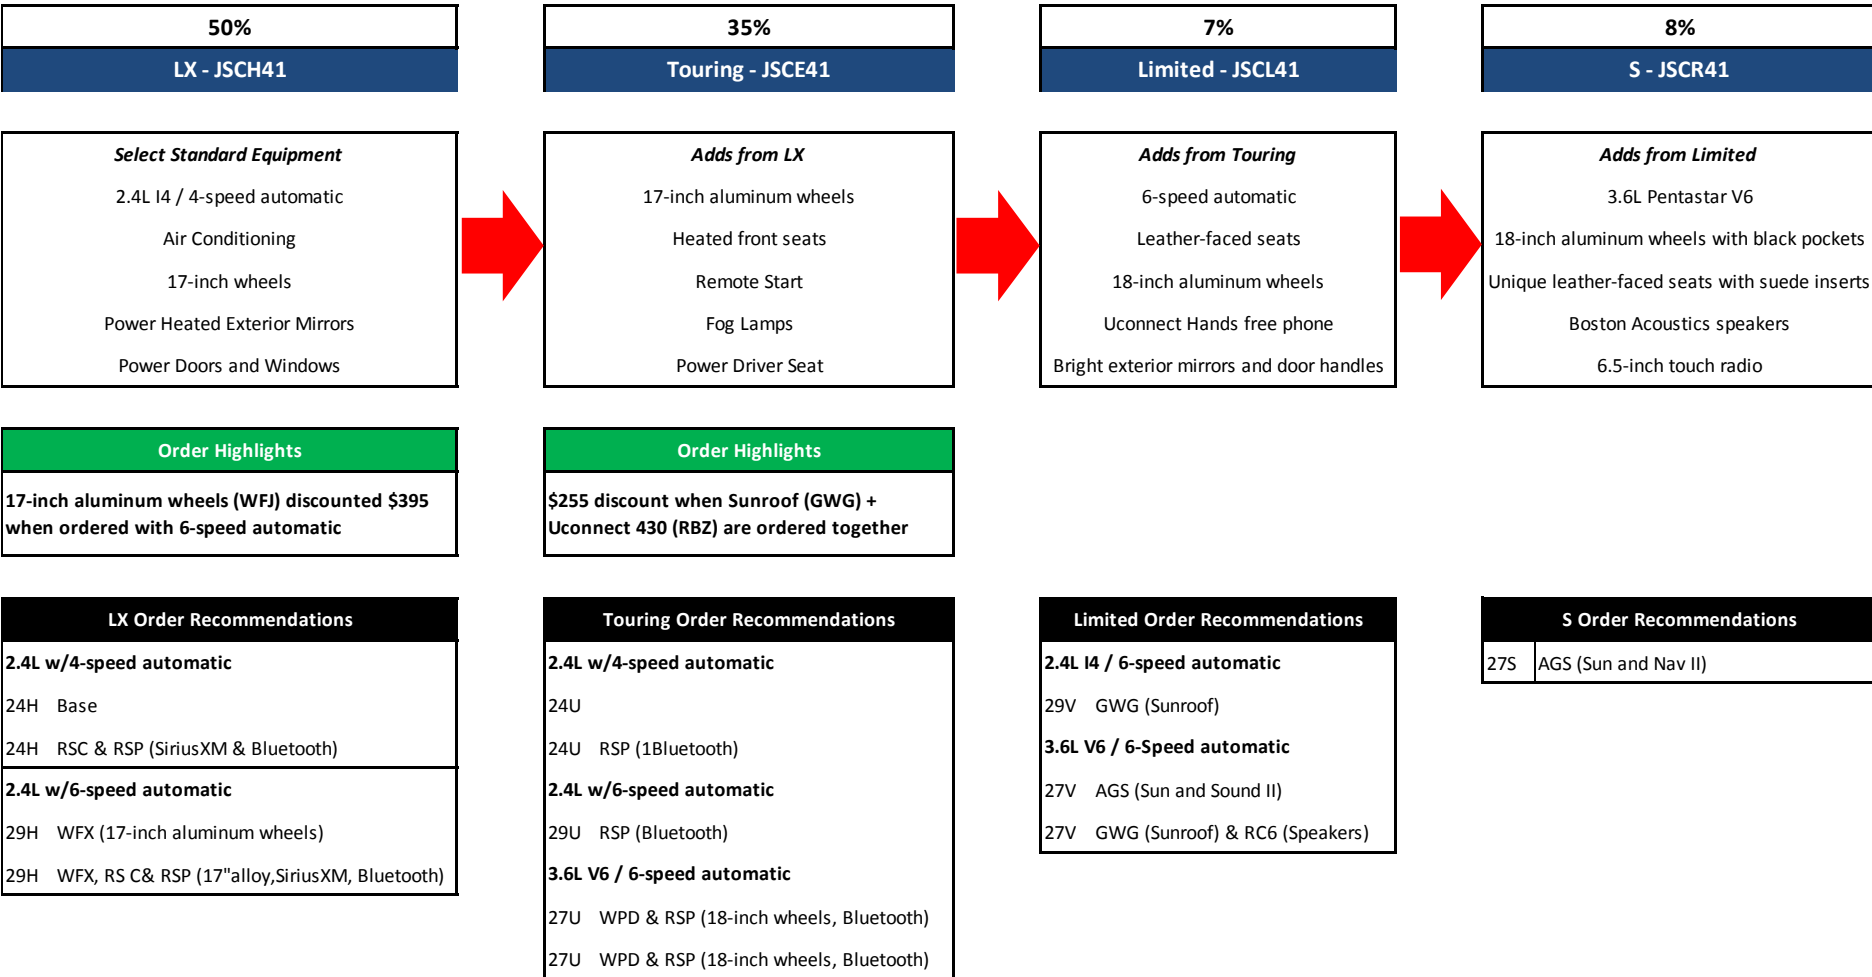 50%
LX - JSCH41
35%
Touring - JSCE41
7%
Limited - JSCL41
8%
S - JSCR41
Select Standard Equipment
2.4L I4 / 4-speed automatic
Air Conditioning
17-inch wheels
Power Heated Exterior Mirrors
Power Doors and Windows
Adds from LX
17-inch aluminum wheels
Heated front seats
Remote Start
Fog Lamps
Power Driver Seat
Adds from Touring
6-speed automatic
Leather-faced seats
18-inch aluminum wheels
Uconnect Hands free phone
Bright exterior mirrors and door handles
Adds from Limited
3.6L Pentastar V6
18-inch aluminum wheels with black pockets
Unique leather-faced seats with suede inserts
Boston Acoustics speakers
6.5-inch touch radio
Order Highlights
17-inch aluminum wheels (WFJ) discounted $395
when ordered with 6-speed automatic
Order Highlights
$255 discount when Sunroof (GWG) +
Uconnect 430 (RBZ) are ordered together
LX Order Recommendations
2.4L w/4-speed automatic
24H Base
24H RSC & RSP (SiriusXM & Bluetooth)
2.4L w/6-speed automatic
29H WFX (17-inch aluminum wheels)
29H WFX, RS C& RSP (17"alloy,SiriusXM, Bluetooth)
Touring Order Recommendations
2.4L w/4-speed automatic
24U
24U RSP (1Bluetooth)
2.4L w/6-speed automatic
29U RSP (Bluetooth)
3.6L V6 / 6-speed automatic
27U WPD & RSP (18-inch wheels, Bluetooth)
27U WPD & RSP (18-inch wheels, Bluetooth)
Limited Order Recommendations
2.4L I4 / 6-speed automatic
29V GWG (Sunroof)
3.6L V6 / 6-Speed automatic
27V AGS (Sun and Sound II)
27V GWG (Sunroof) & RC6 (Speakers)
S Order Recommendations
27S AGS (Sun and Nav II)